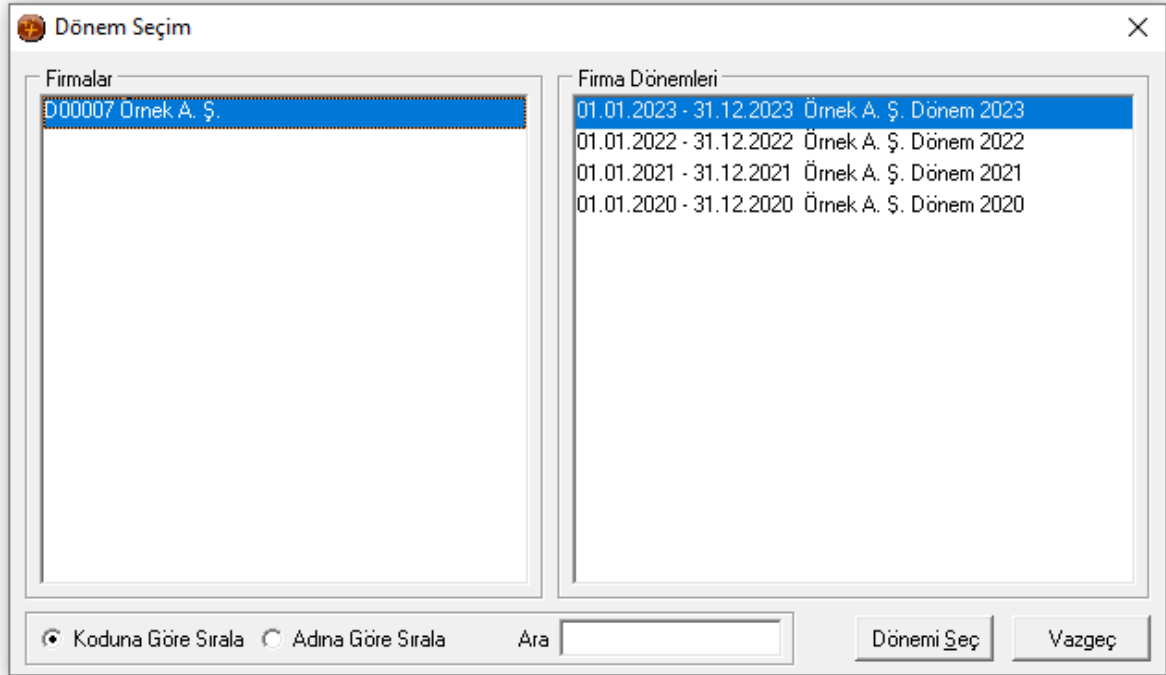 Dönem Seçim
Firmalar
D00007 Örnek A. Ş.
Firma Dönemleri
01.01.2023 - 31.12.2023 Örnek A. Ş. Dönem 2023
01.01.2022 - 31.12.2022 Örnek A. Ş. Dönem 2022
01.01.2021 - 31.12.2021 Örnek A. Ş. Dönem 2021
01.01.2020 - 31.12.2020 Örnek A. Ş. Dönem 2020
Koduna Göre Sırala Adına Göre Sırala Ara Dönemi Seç Vazgeç